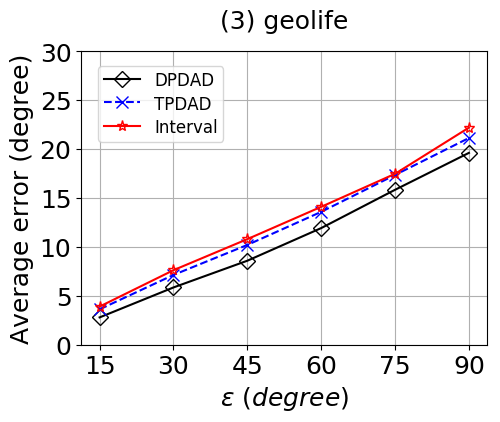 (3) geolife
Average error (degree)
30
25
20
15
10
5
0
DPDAD
TPDAD
Interval
15 30 45 60 75 90
ε (degree)